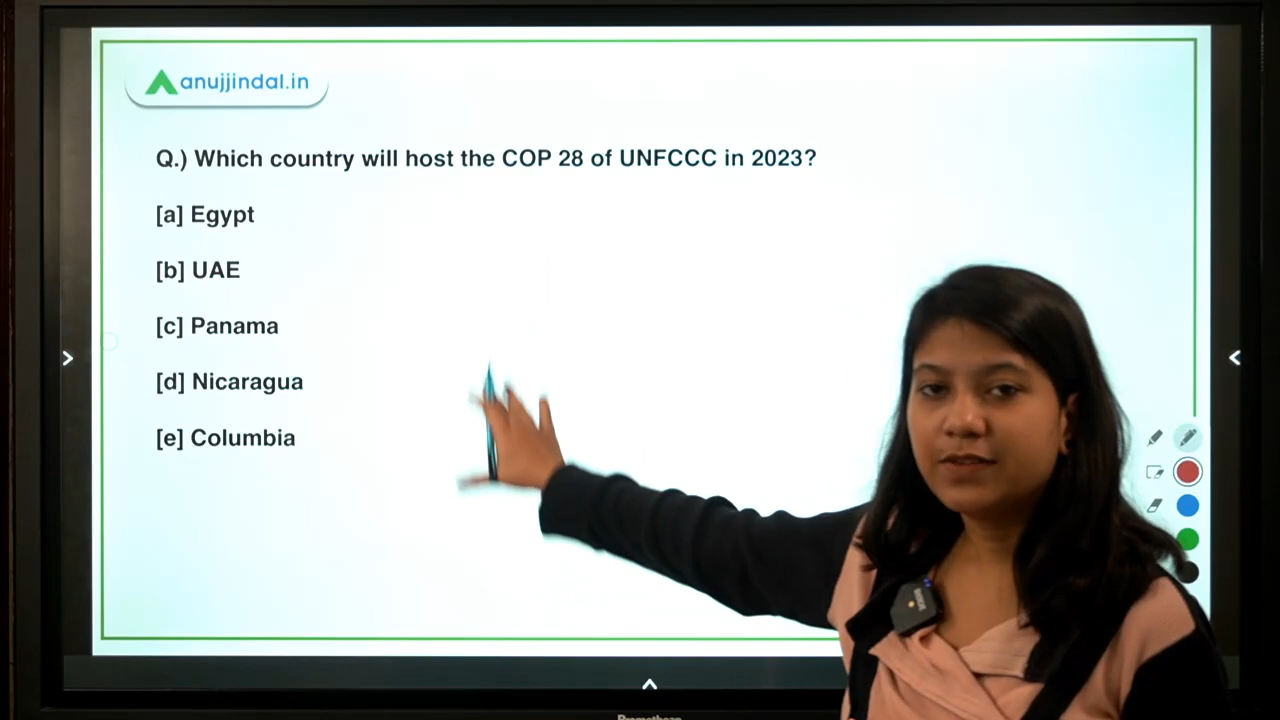 anujjindal.in
Q.) Which country will host the COP 28 of UNFCCC in 2023?
[a] Egypt
[b] UAE
[c] Panama
[d] Nicaragua
[e] Columbia